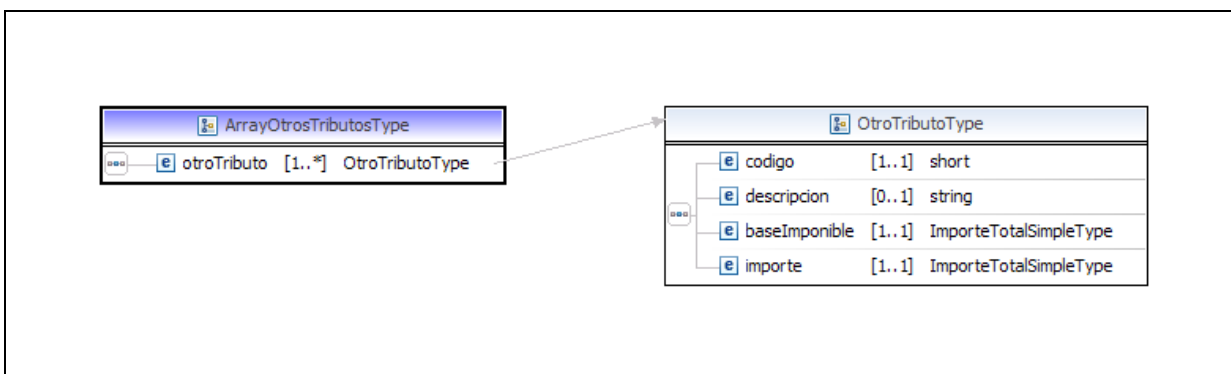 ArrayOtrosTributosType
e otroTributo [1..*] OtroTributoType
OtroTributoType
e codigo [1..1] short
e descripcion [0..1] string
e baseImponible [1..1] ImporteTotalSimpleType
e importe [1..1] ImporteTotalSimpleType